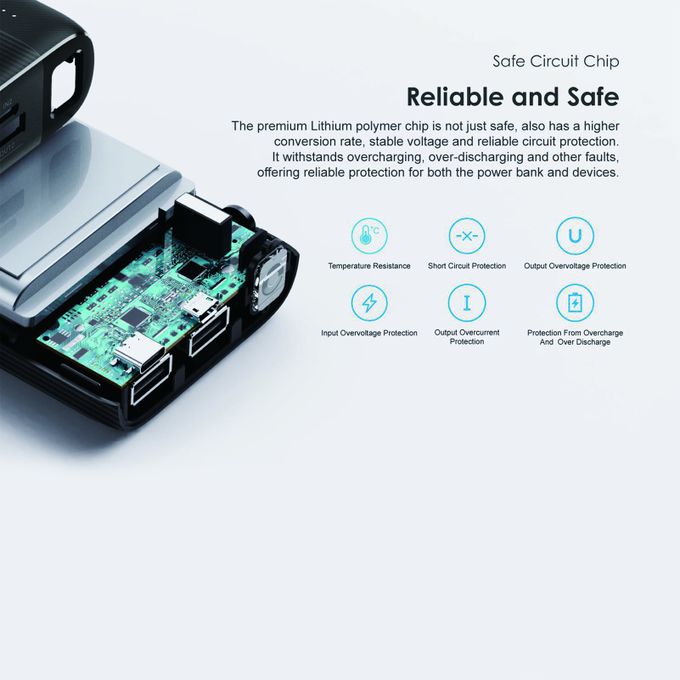 Safe Circuit Chip
Reliable and Safe
The premium Lithium polymer chip is not just safe, also has a higher
conversion rate, stable voltage and reliable circuit protection.
It withstands overcharging, over-discharging and other faults,
offering reliable protection for both the power bank and devices.
°C
Temperature Resistance
Short Circuit Protection
Output Overvoltage Protection
Input Overvoltage Protection
Output Overcurrent
Protection
Protection From Overcharge
And Over Discharge
IN2